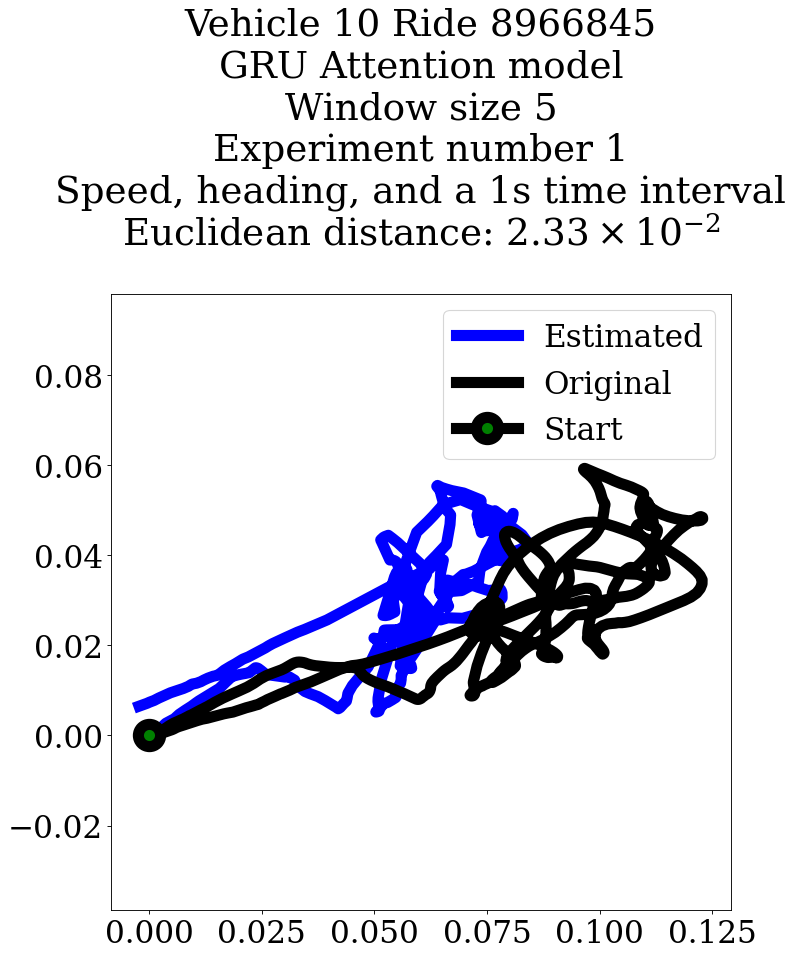 Vehicle 10 Ride 8966845
GRU Attention model
Window size 5
Experiment number 1
Speed, heading, and a 1s time interval
Euclidean distance: 2.33 × 10⁻²
Estimated
Original
Start
0.08
0.06
0.04
0.02
0.00
−0.02
0.000 0.025 0.050 0.075 0.100 0.125